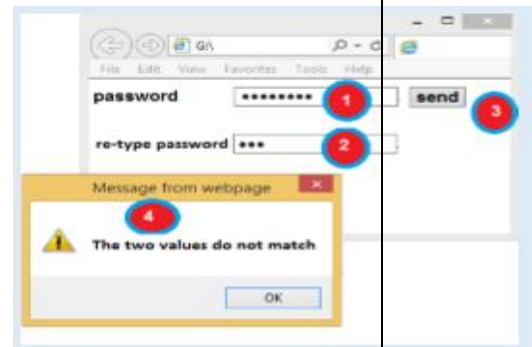 G:\
File Edit View Favorites Tools Help
password ●●●●●●●● 1 send 3
re-type password ●●● 2
Message from webpage
4
The two values do not match
OK